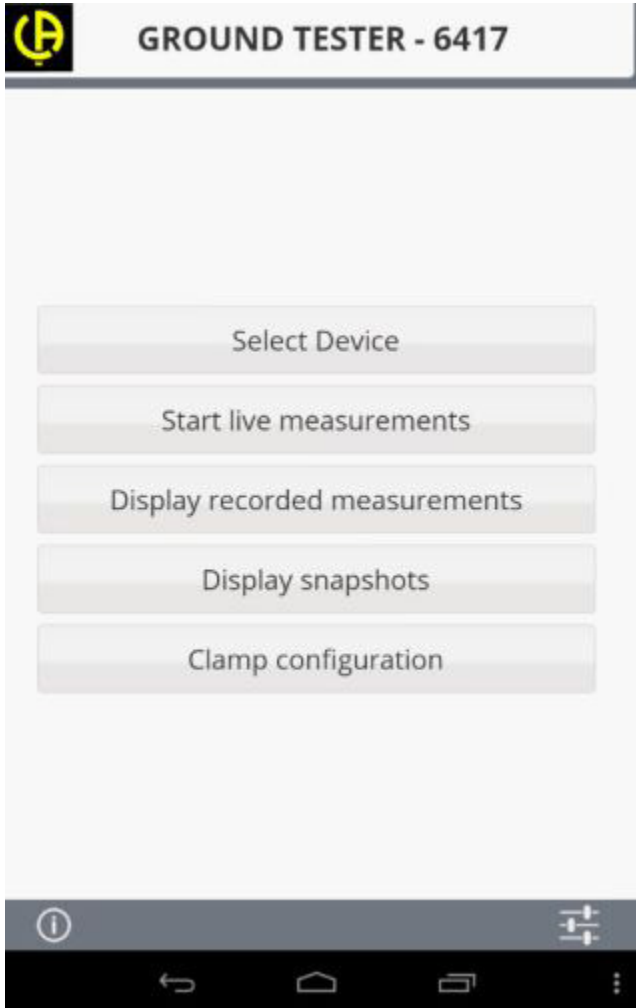 GROUND TESTER - 6417
Select Device
Start live measurements
Display recorded measurements
Display snapshots
Clamp configuration